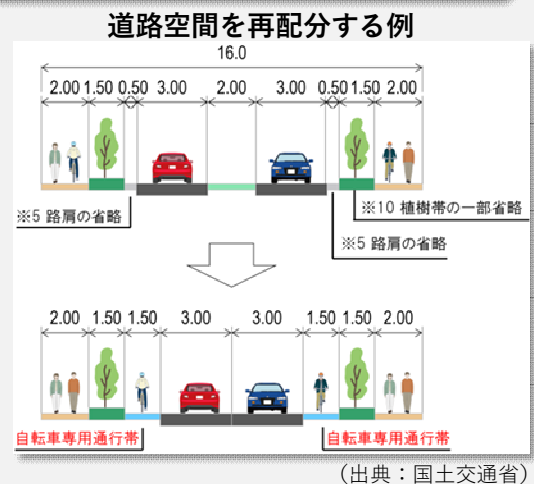 道路空間を再配分する例
16.0
2.00 1.50 0.50 3.00 2.00 3.00 0.50 1.50 2.00
※10 植樹帯の一部省略
※5 路肩の省略
※5 路肩の省略
2.00 1.50 1.50 3.00 3.00 1.50 1.50 2.00
自転車専用通行帯 自転車専用通行帯
（出典：国土交通省）